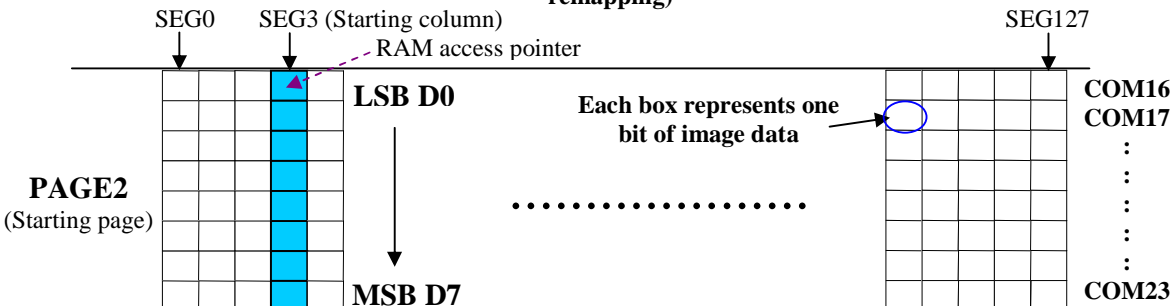 remapping)
SEG0
SEG3 (Starting column)
SEG127
RAM access pointer
LSB D0
Each box represents one
bit of image data
COM16
COM17
:
:
:
:
:
PAGE2
(Starting page)
....................
MSB D7
COM23